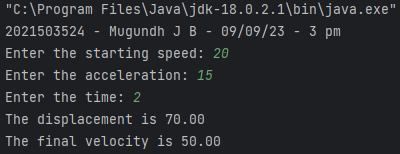 "C:\Program Files\Java\jdk-18.0.2.1\bin\java.exe"
2021503524 - Mugundh J B - 09/09/23 - 3 pm
Enter the starting speed: 20
Enter the acceleration: 15
Enter the time: 2
The displacement is 70.00
The final velocity is 50.00